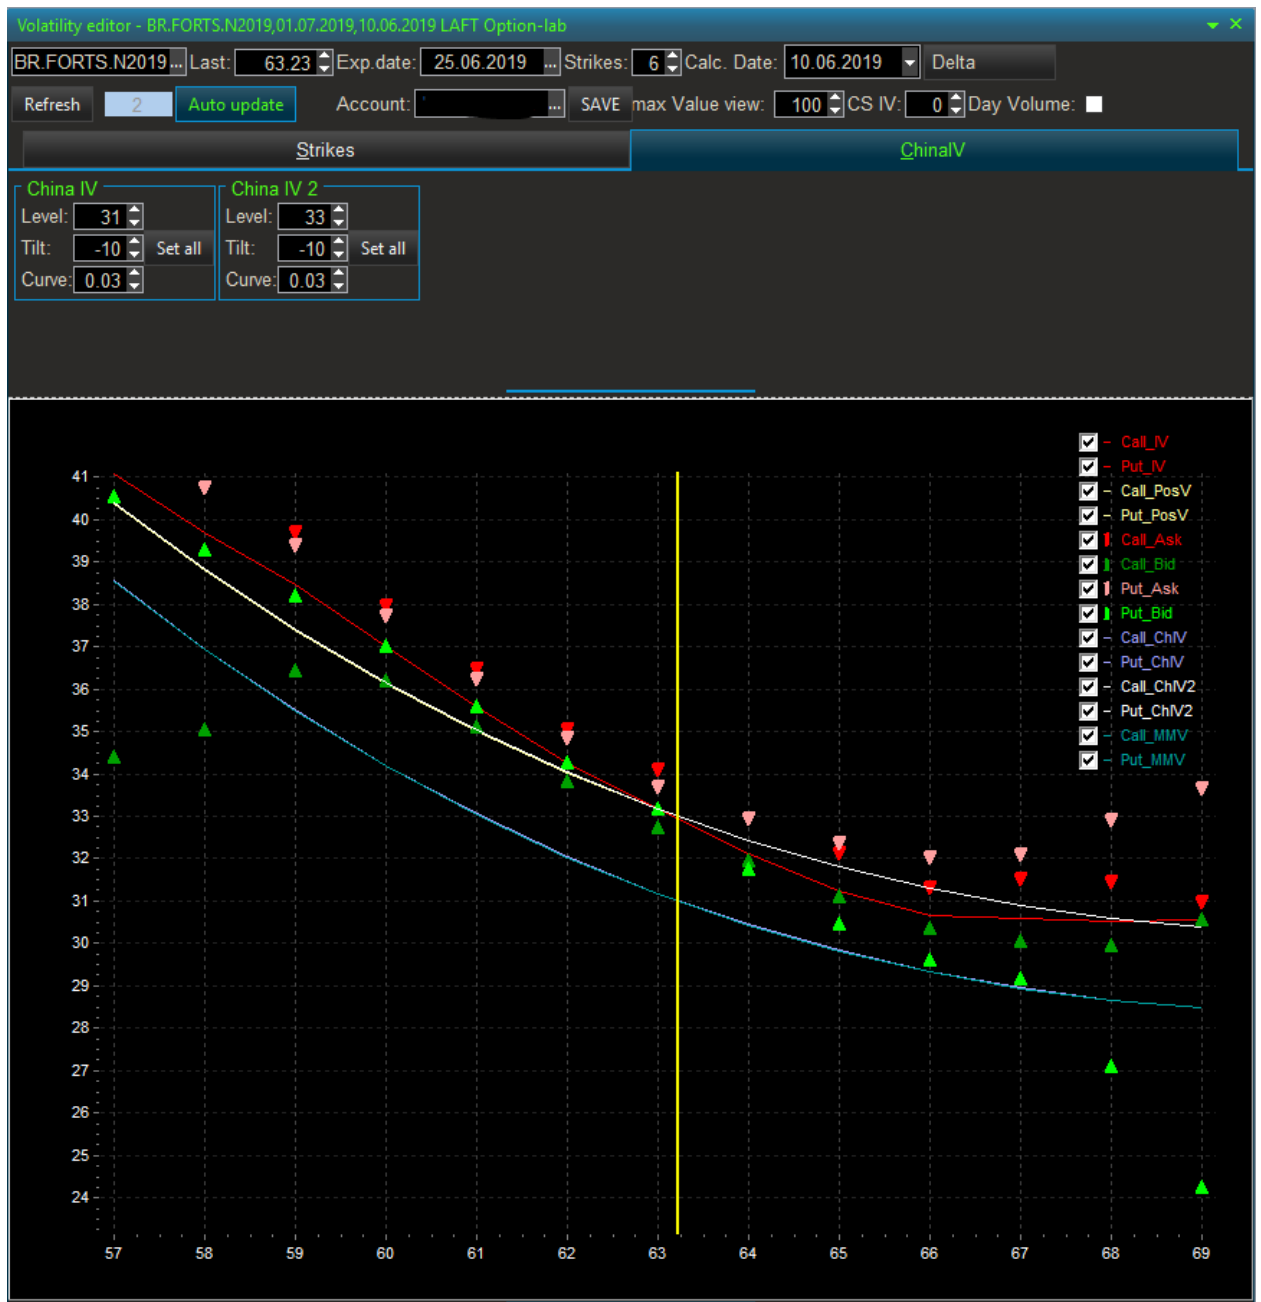 Volatility editor - BR.FORTS.N2019,01.07.2019,10.06.2019 LAFT Option-lab
BR.FORTS.N2019 ... Last: 63.23 Exp.date: 25.06.2019 ... Strikes: 6 Calc. Date: 10.06.2019 Delta
Refresh 2 Auto update Account: ... SAVE max Value view: 100 CS IV: 0 Day Volume:
Strikes ChinaIV
China IV China IV 2
Level: 31 Level: 33
Tilt: -10 Set all Tilt: -10 Set all
Curve: 0.03 Curve: 0.03
Call_IV
Put_IV
Call_PosV
Put_PosV
Call_Ask
Call_Bid
Put_Ask
Put_Bid
Call_ChIV
Put_ChIV
Call_ChIV2
Put_ChIV2
Call_MMV
Put_MMV
41
40
39
38
37
36
35
34
33
32
31
30
29
28
27
26
25
24
57 58 59 60 61 62 63 64 65 66 67 68 69